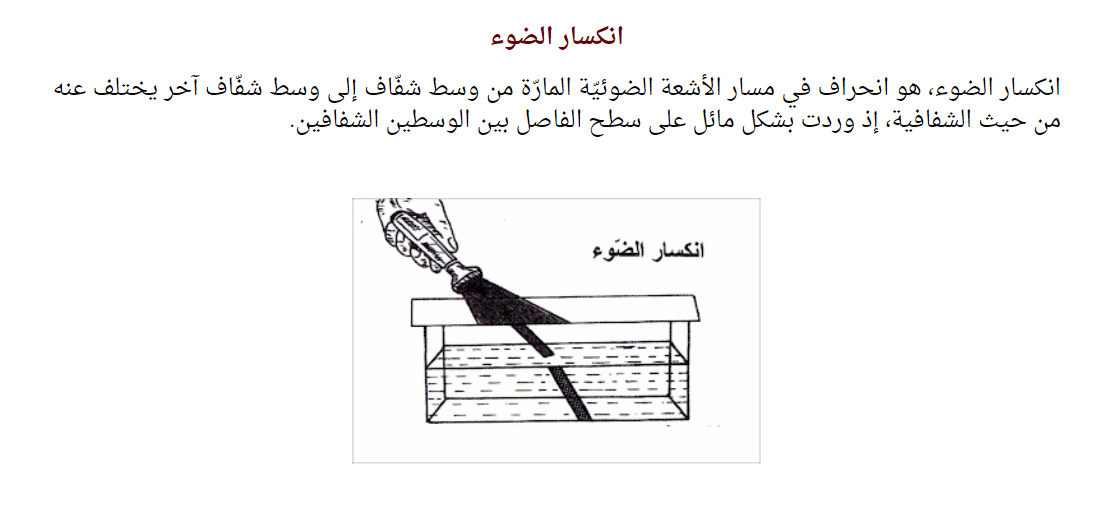 انكسار الضوء
انكسار الضوء، هو انحراف في مسار الأشعة الضوئيّة المارّة من وسط شفّاف إلى وسط شفّاف آخر يختلف عنه
من حيث الشفافية، إذ وردت بشكل مائل على سطح الفاصل بين الوسطين الشفافين.
انكسار الضَوء